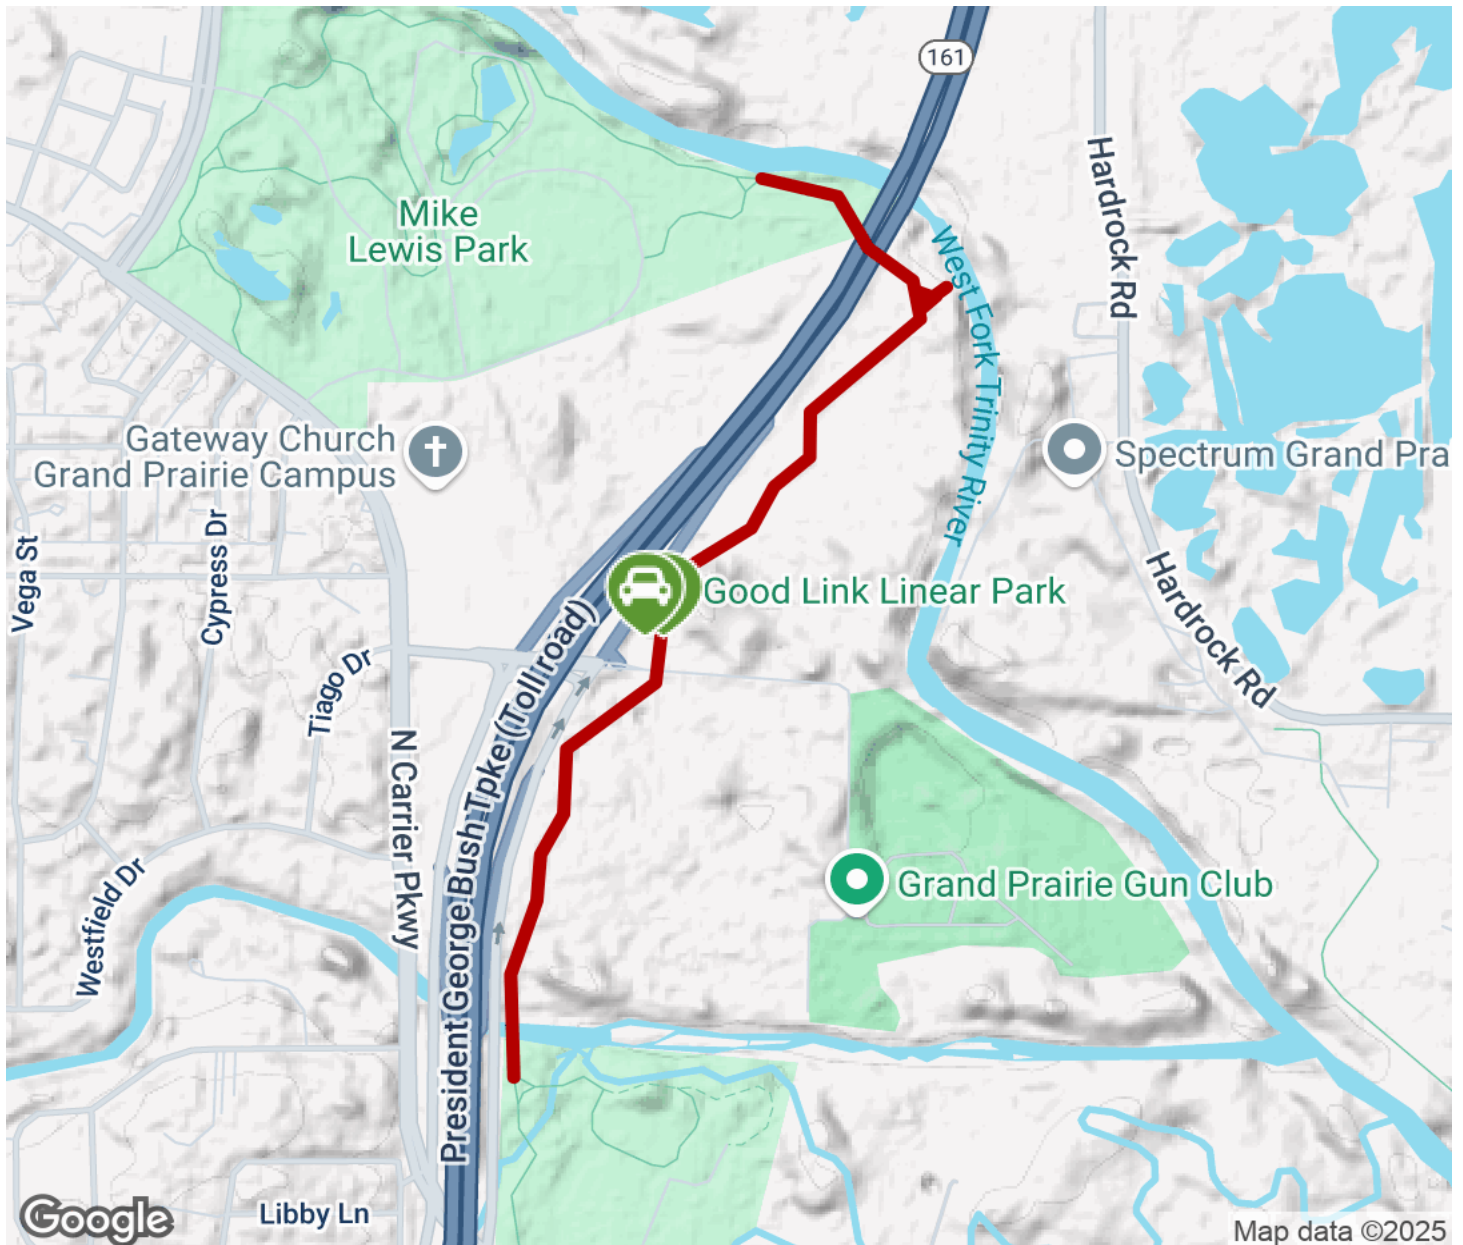 161
Hardrock Rd
Mike
Lewis Park
West Fork Trinity River
Gateway Church
Grand Prairie Campus
Spectrum Grand Pra
Vega St
Cypress Dr
Good Link Linear Park
Hardrock Rd
Tiago Dr
President George Bush Tpke (Tollroad)
N Carrier Pkwy
Westfield Dr
Grand Prairie Gun Club
Libby Ln
Google
Map data ©2025